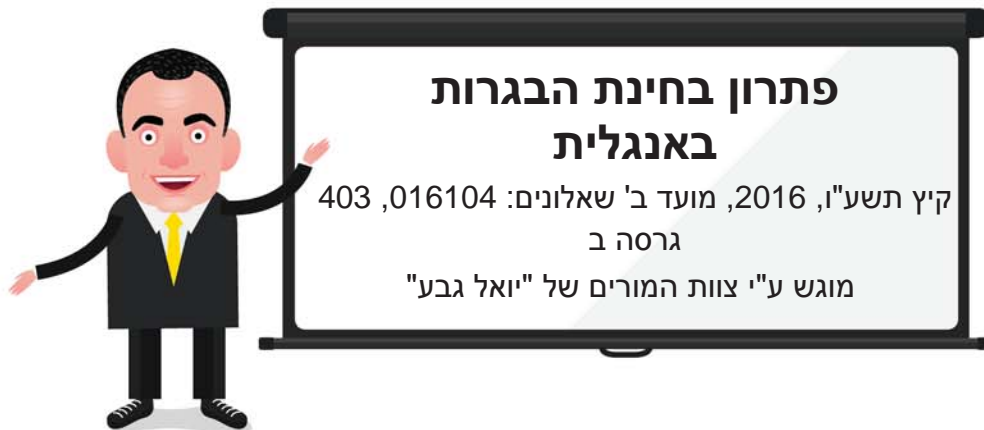 פתרון בחינת הבגרות
באנגלית
קיץ תשע"ו, 2016, מועד ב' שאלונים: 016104, 403
גרסה ב
מוגש ע"י צוות המורים של "יואל גבע"